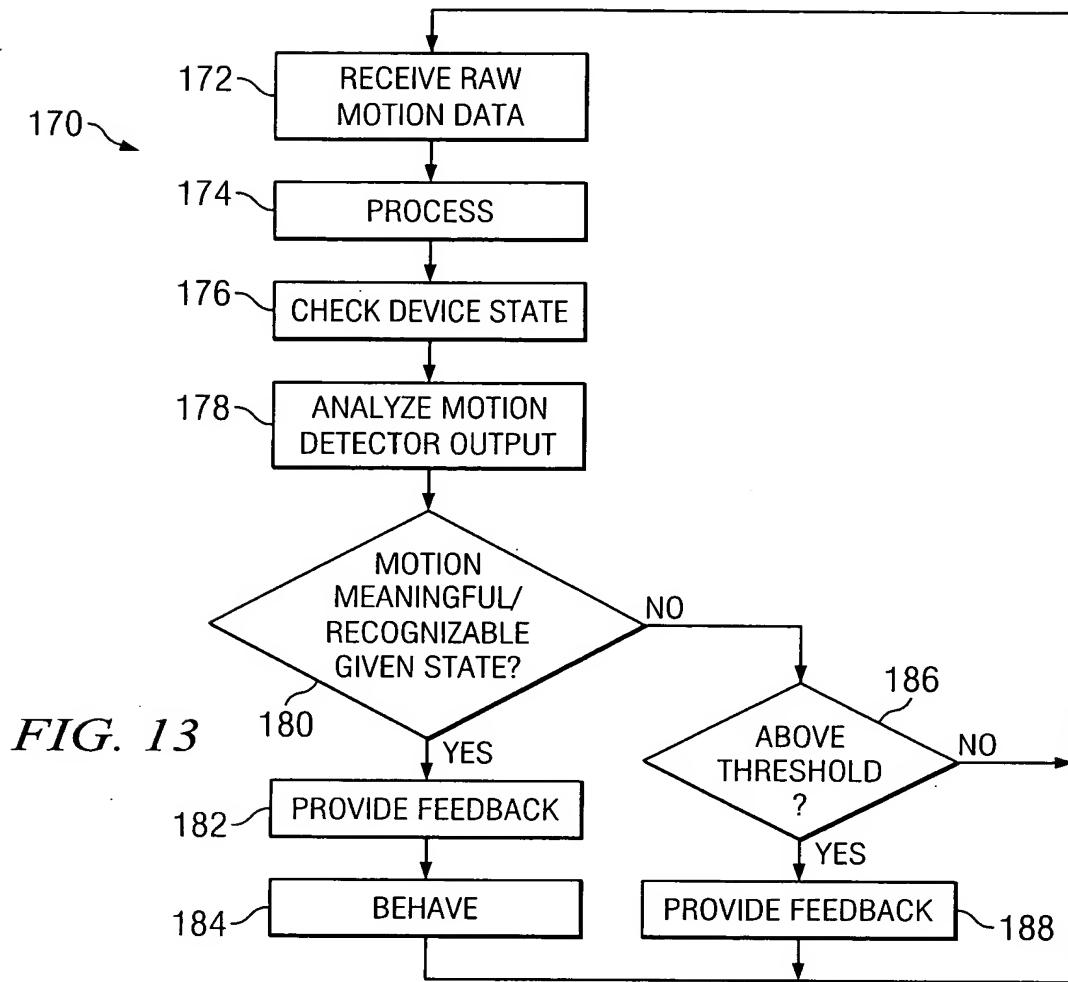 172
RECEIVE RAW
MOTION DATA
170
174
PROCESS
176
CHECK DEVICE STATE
178
ANALYZE MOTION
DETECTOR OUTPUT
MOTION
MEANINGFUL/
RECOGNIZABLE
GIVEN STATE?
NO
180
YES
186
ABOVE
THRESHOLD
?
NO
YES
FIG. 13
182
PROVIDE FEEDBACK
184
BEHAVE
PROVIDE FEEDBACK
188